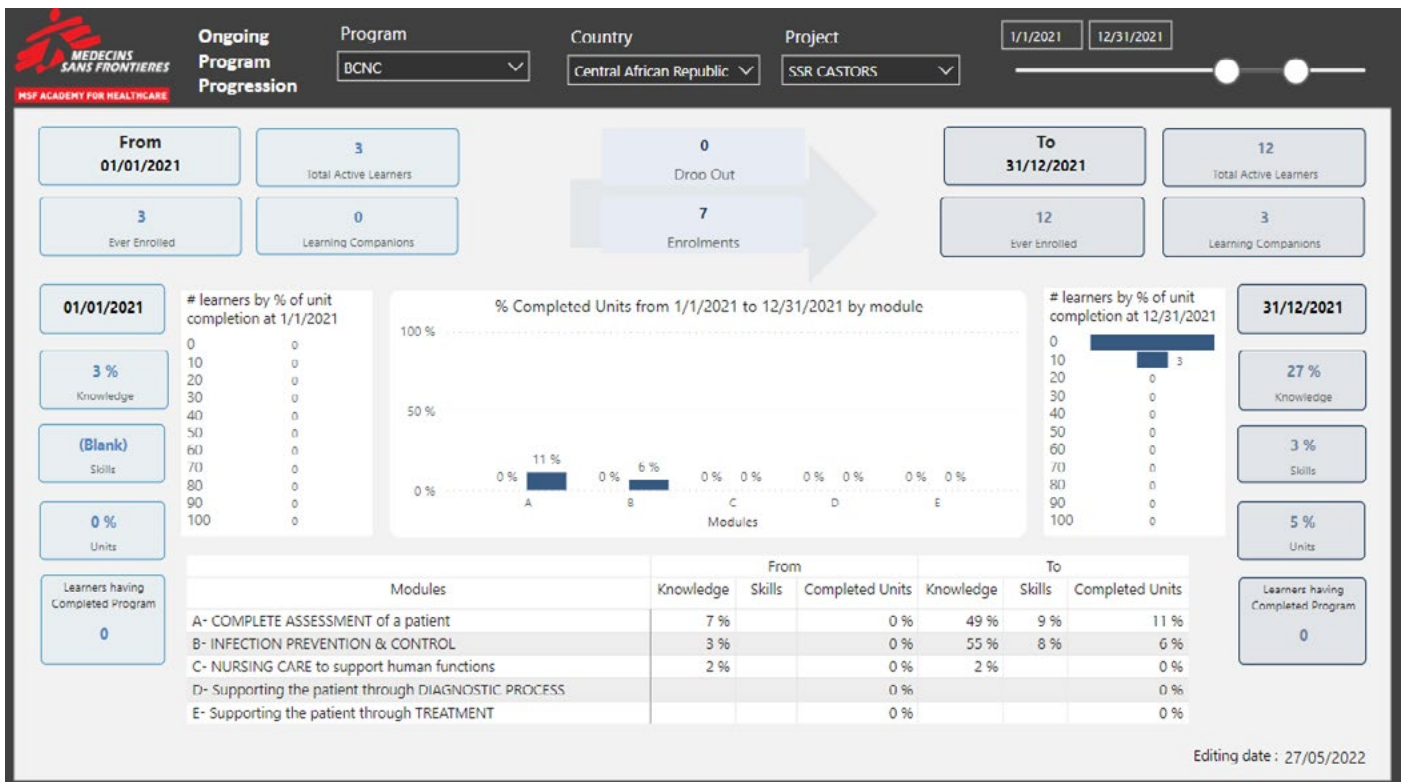 MEDECINS
SANS FRONTIERES
MSF ACADEMY FOR HEALTHCARE
Ongoing
Program
Progression
Program
BCNC
Country
Central African Republic
Project
SSR CASTORS
1/1/2021
12/31/2021
From
01/01/2021
3
Total Active Learners
3
Ever Enrolled
0
Learning Companions
0
Drop Out
7
Enrolments
To
31/12/2021
12
Total Active Learners
12
Ever Enrolled
3
Learning Companions
01/01/2021
3 %
Knowledge
(Blank)
Skills
0 %
Units
Learners having
Completed Program
0
# learners by % of unit
completion at 1/1/2021
0 0
10 0
20 0
30 0
40 0
50 0
60 0
70 0
80 0
90 0
100 0
% Completed Units from 1/1/2021 to 12/31/2021 by module
100 %
50 %
0 %
0 % 11 % 0 % 6 % 0 % 0 % 0 % 0 % 0 % 0 %
A B C D E
Modules
# learners by % of unit
completion at 12/31/2021
0
10 3
20 0
30 0
40 0
50 0
60 0
70 0
80 0
90 0
100 0
31/12/2021
27 %
Knowledge
3 %
Skills
5 %
Units
Learners having
Completed Program
0
From To
Modules Knowledge Skills Completed Units Knowledge Skills Completed Units
A- COMPLETE ASSESSMENT of a patient 7 % 0 % 49 % 9 % 11 %
B- INFECTION PREVENTION & CONTROL 3 % 0 % 55 % 8 % 6 %
C- NURSING CARE to support human functions 2 % 0 % 2 % 0 %
D- Supporting the patient through DIAGNOSTIC PROCESS 0 % 0 %
E- Supporting the patient through TREATMENT 0 % 0 %
Editing date : 27/05/2022